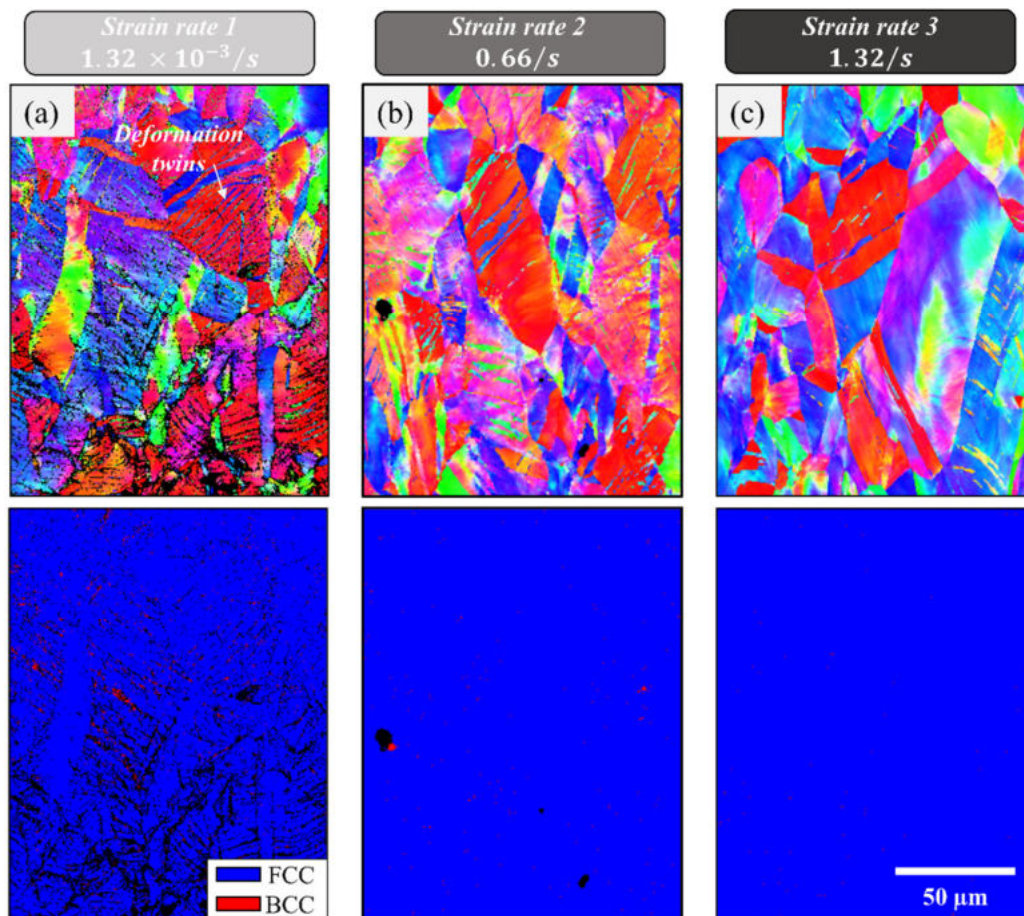 Strain rate 1
1.32 × 10⁻³/s
Strain rate 2
0.66/s
Strain rate 3
1.32/s
(a)
Deformation
twins
(b)
(c)
FCC
BCC
50 µm